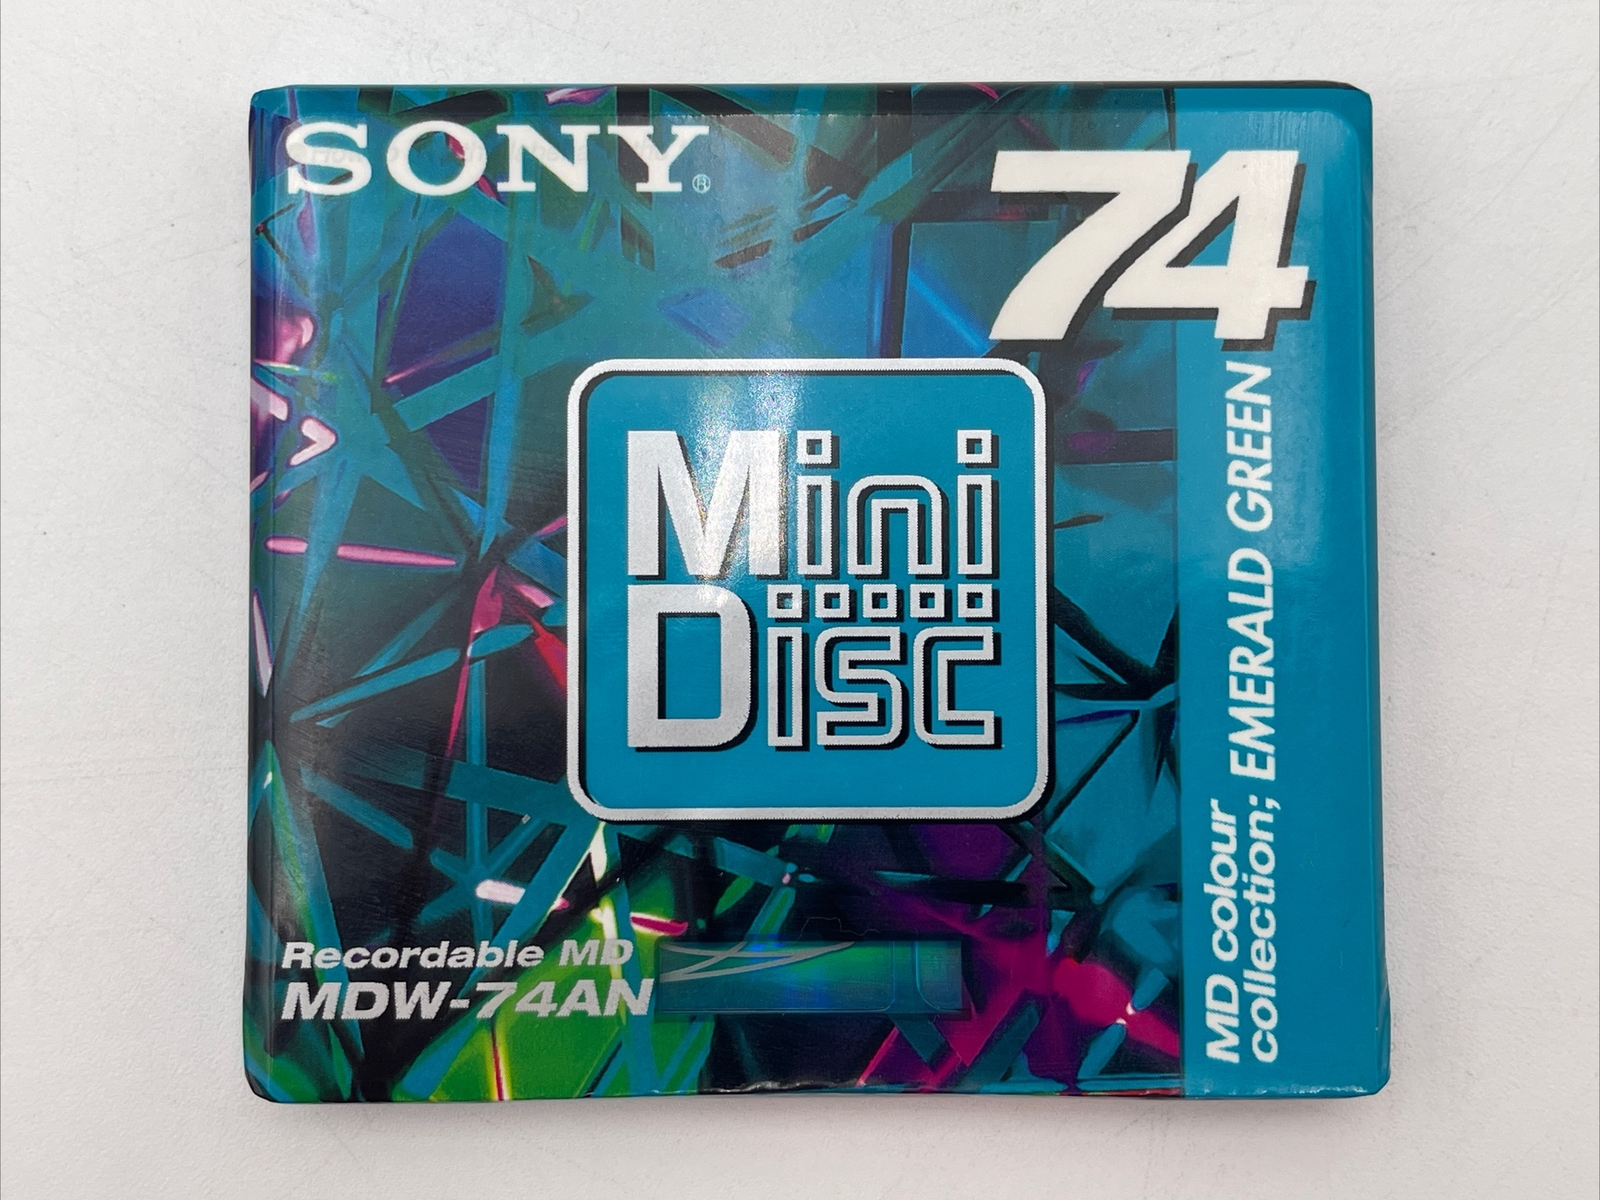 SONY®
74
Mini
Disc
MD colour
collection; EMERALD GREEN
Recordable MD
MDW-74AN